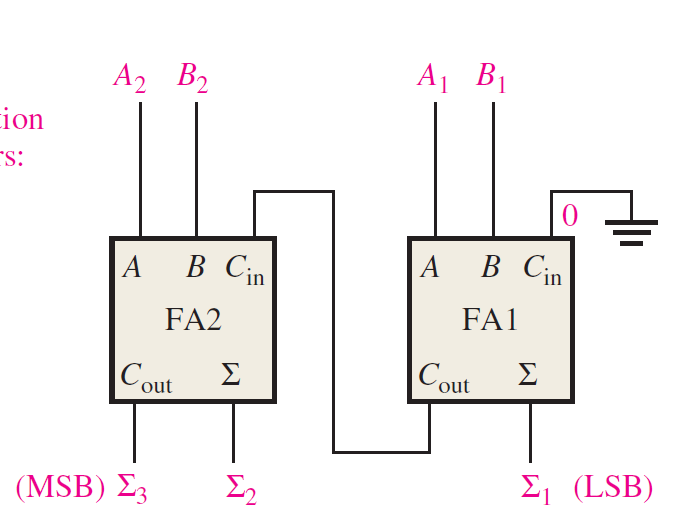 A₂ B₂ A₁ B₁
tion
rs:
0
A B Cᵢₙ A B Cᵢₙ
FA2 FA1
Cₒᵤₜ Σ Cₒᵤₜ Σ
(MSB) Σ₃ Σ₂ Σ₁ (LSB)